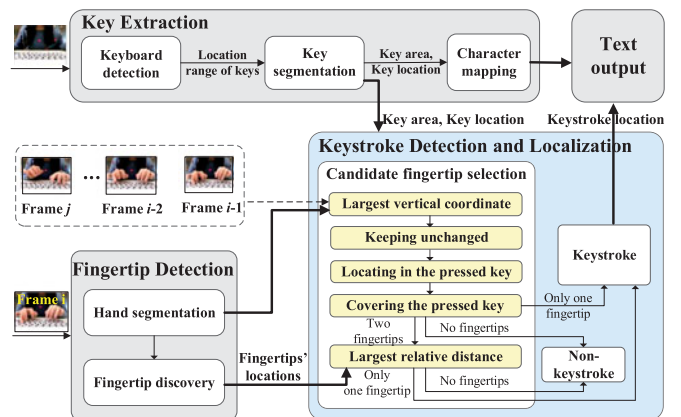 Key Extraction
Keyboard
detection
Location
range of keys
Key
segmentation
Key area,
Key location
Character
mapping
Text
output
Key area, Key location
Keystroke location
Keystroke Detection and Localization
Candidate fingertip selection
Frame j
...
Frame i-2
Frame i-1
Largest vertical coordinate
Keeping unchanged
Locating in the pressed key
Covering the pressed key
Keystroke
Only one
fingertip
Two
fingertips
No fingertips
Largest relative distance
Only
one fingertip
No fingertips
Non-
keystroke
Fingertip Detection
Frame i
Hand segmentation
Fingertip discovery
Fingertips'
locations